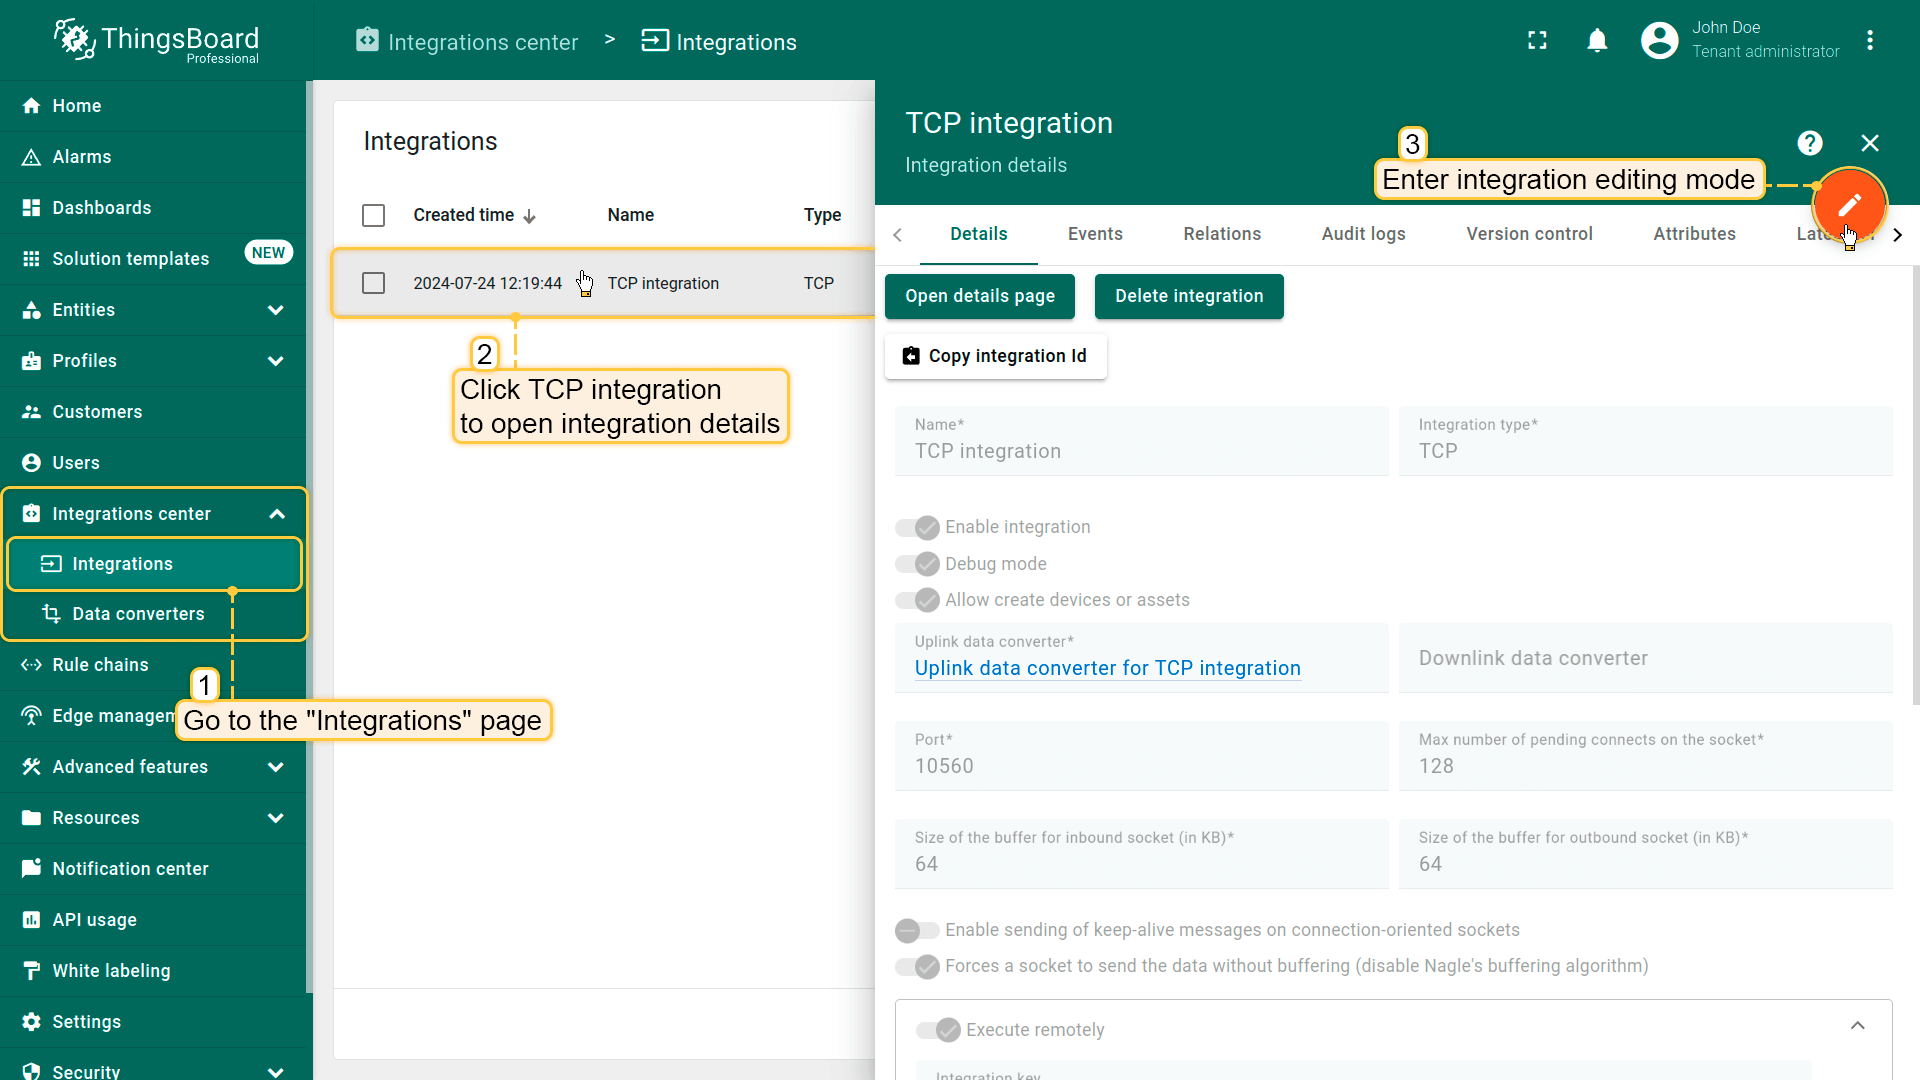 ThingsBoard
Professional
Integrations center > Integrations
John Doe
Tenant administrator
Home
Alarms
Dashboards
Solution templates NEW
Entities
Profiles
Customers
Users
Integrations center
Integrations
Data converters
Rule chains
Edge managem
Advanced features
Resources
Notification center
API usage
White labeling
Settings
Security
1
Go to the "Integrations" page
Integrations
Created time Name Type
2024-07-24 12:19:44 TCP integration TCP
2
Click TCP integration
to open integration details
TCP integration
Integration details
3
Enter integration editing mode
Details Events Relations Audit logs Version control Attributes
Open details page Delete integration
Copy integration Id
Name* Integration type*
TCP integration TCP
Enable integration
Debug mode
Allow create devices or assets
Uplink data converter*
Uplink data converter for TCP integration
Downlink data converter
Port* Max number of pending connects on the socket*
10560 128
Size of the buffer for inbound socket (in KB)* Size of the buffer for outbound socket (in KB)*
64 64
Enable sending of keep-alive messages on connection-oriented sockets
Forces a socket to send the data without buffering (disable Nagle's buffering algorithm)
Execute remotely
Integration key